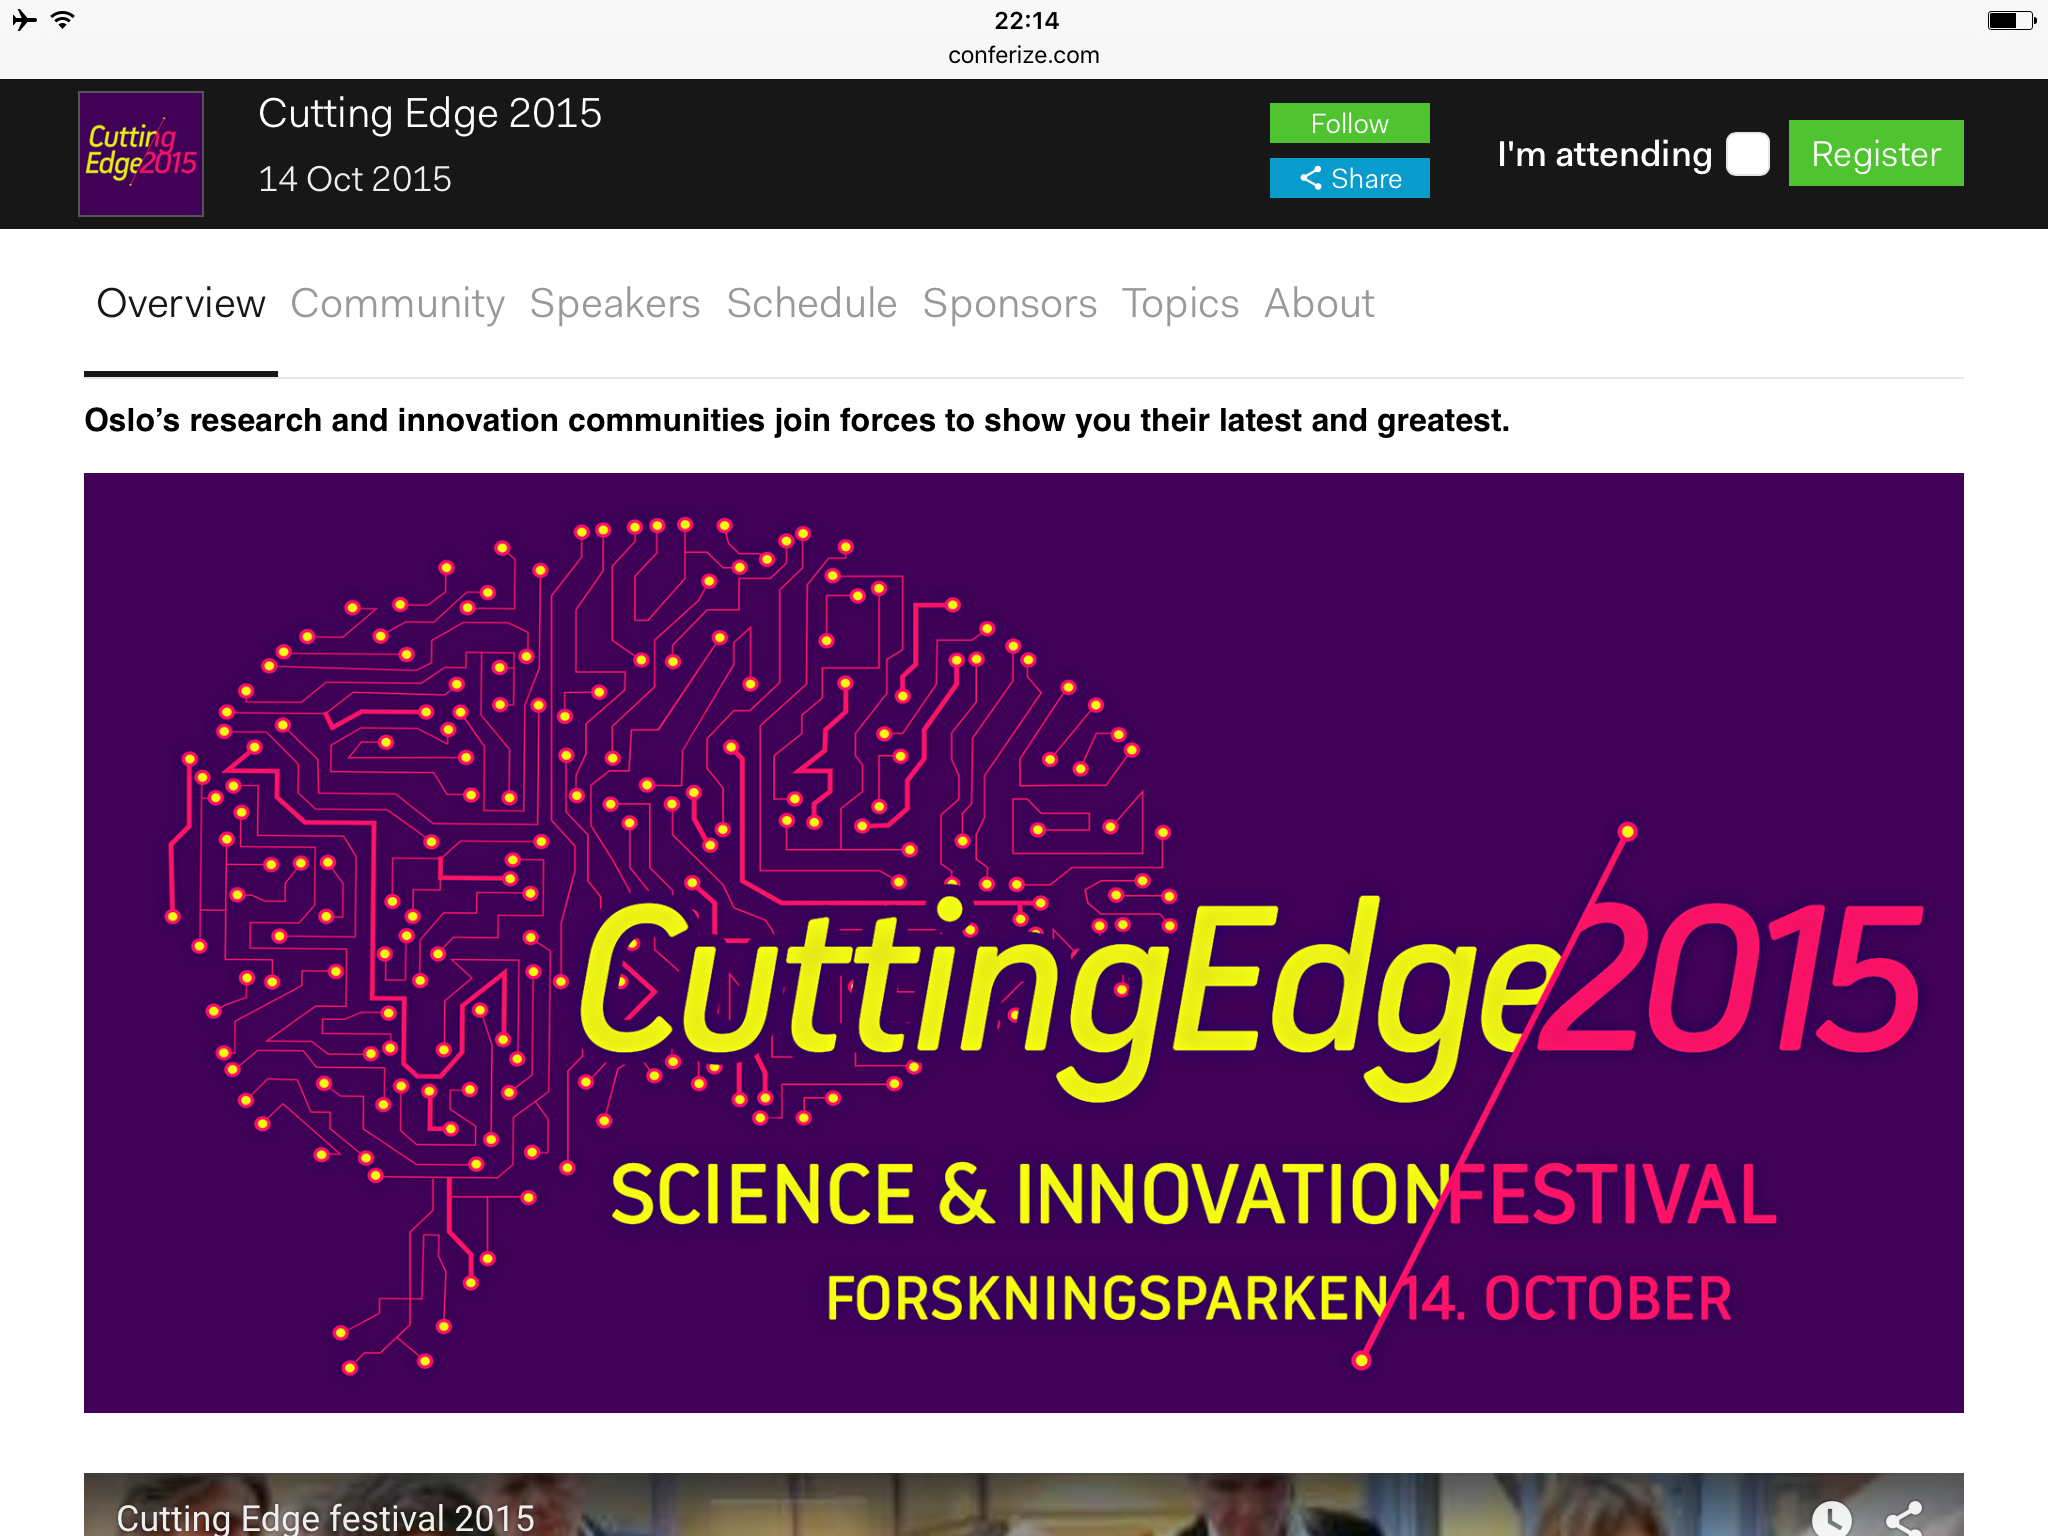 22:14
conferize.com
Cutting
Edge2015
Cutting Edge 2015
14 Oct 2015
Follow
Share
I'm attending
Register
Overview Community Speakers Schedule Sponsors Topics About
Oslo’s research and innovation communities join forces to show you their latest and greatest.
CuttingEdge2015
SCIENCE & INNOVATION FESTIVAL
FORSKNINGSPARKEN 14. OCTOBER
Cutting Edge festival 2015